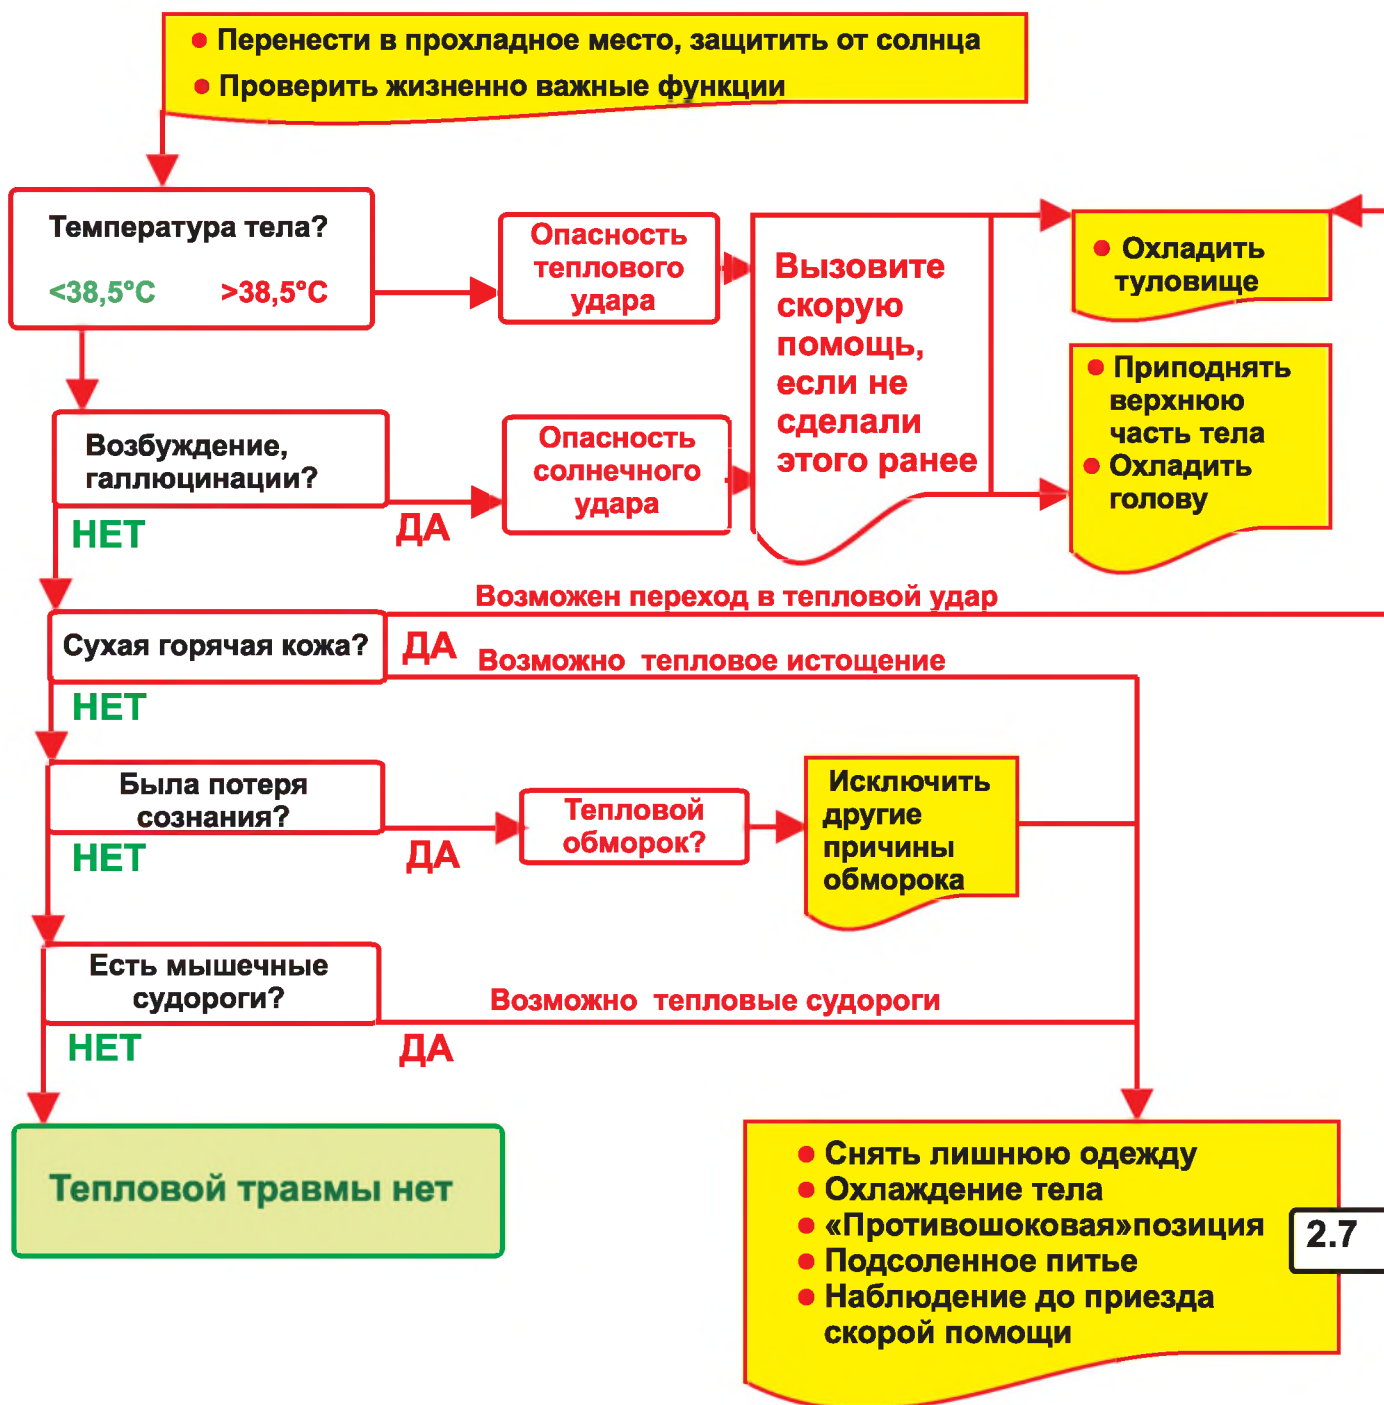 ● Перенести в прохладное место, защитить от солнца
● Проверить жизненно важные функции
Температура тела?
<38,5°C >38,5°C
Опасность
теплового
удара
Вызовите
скорую
помощь,
если не
сделали
этого ранее
● Охладить
туловище
● Приподнять
верхнюю
часть тела
● Охладить
голову
Возбуждение,
галлюцинации?
НЕТ
ДА
Опасность
солнечного
удара
Возможен переход в тепловой удар
Сухая горячая кожа?
ДА
Возможно тепловое истощение
НЕТ
Была потеря
сознания?
НЕТ
ДА
Тепловой
обморок?
Исключить
другие
причины
обморока
Есть мышечные
судороги?
Возможно тепловые судороги
НЕТ
ДА
Тепловой травмы нет
● Снять лишнюю одежду
● Охлаждение тела
● «Противошоковая»позиция
● Подсоленное питье
● Наблюдение до приезда
скорой помощи
2.7